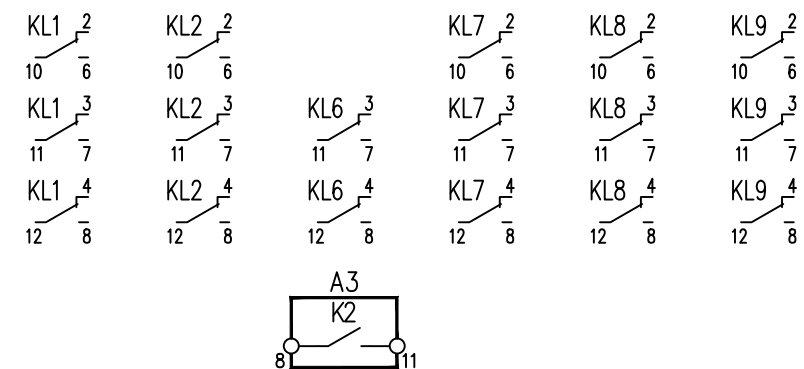 KL1 2 KL2 2 KL7 2 KL8 2 KL9 2
10 6 10 6 10 6 10 6 10 6
KL1 3 KL2 3 KL6 3 KL7 3 KL8 3 KL9 3
11 7 11 7 11 7 11 7 11 7 11 7
KL1 4 KL2 4 KL6 4 KL7 4 KL8 4 KL9 4
12 8 12 8 12 8 12 8 12 8 12 8
A3
K2
8 11